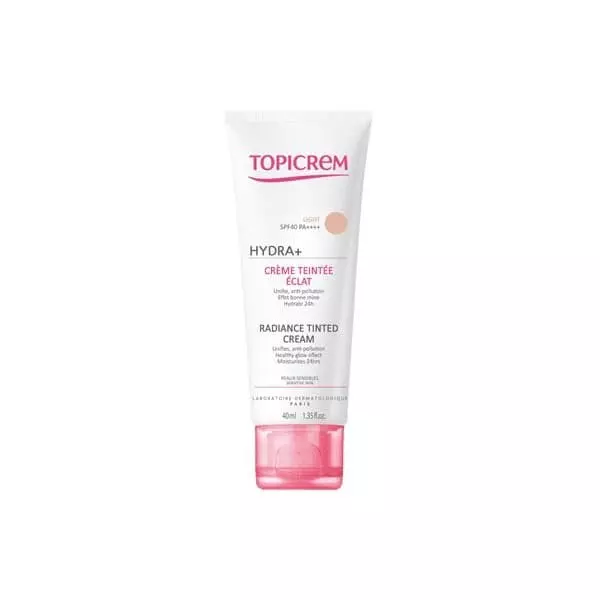 TOPICREM
LIGHT
SPF40 PA++++
HYDRA+
CRÈME TEINTÉE
ÉCLAT
Unifie, anti-pollution
Effet bonne mine
Hydrate 24h
RADIANCE TINTED
CREAM
Unifies, anti-pollution
Healthy glow effect
Moisturises 24hrs
PEAUX SENSIBLES
SENSITIVE SKIN
LABORATOIRE DERMATOLOGIQUE
PARIS
40ml 1.35fl.oz.